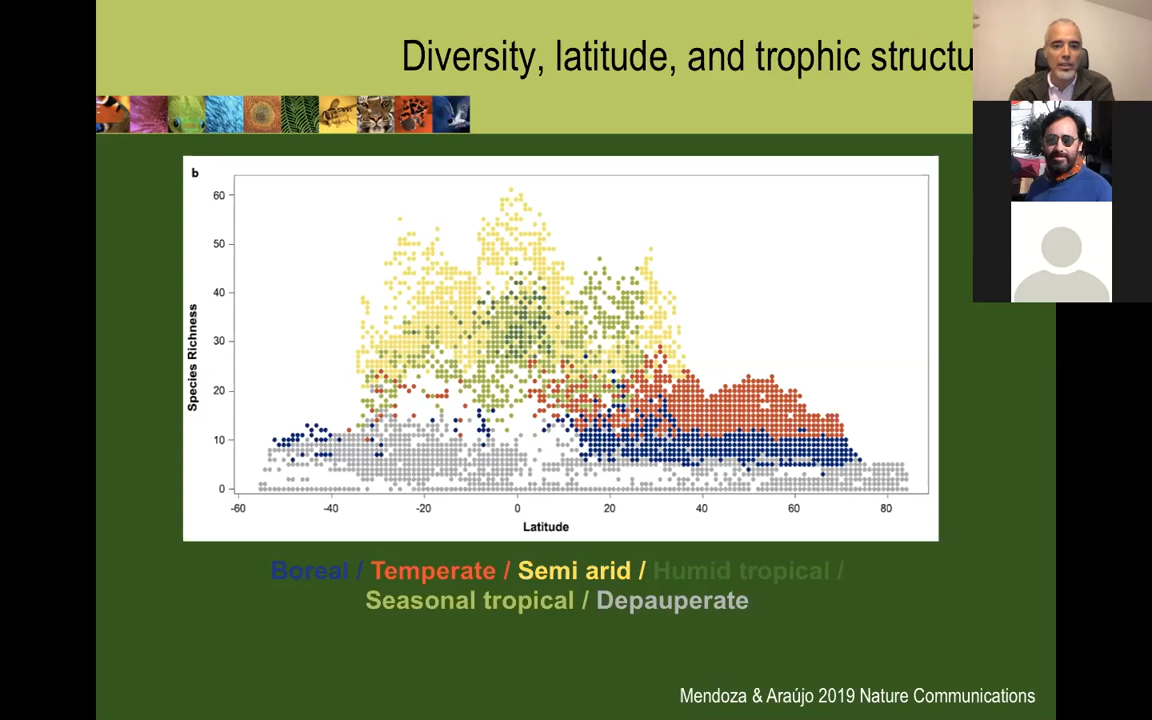 Diversity, latitude, and trophic structu
b
60
50
40
30
20
10
0
Species Richness
-60 -40 -20 0 20 40 60 80
Latitude
Boreal / Temperate / Semi arid / Humid tropical /
Seasonal tropical / Depauperate
Mendoza & Araújo 2019 Nature Communications